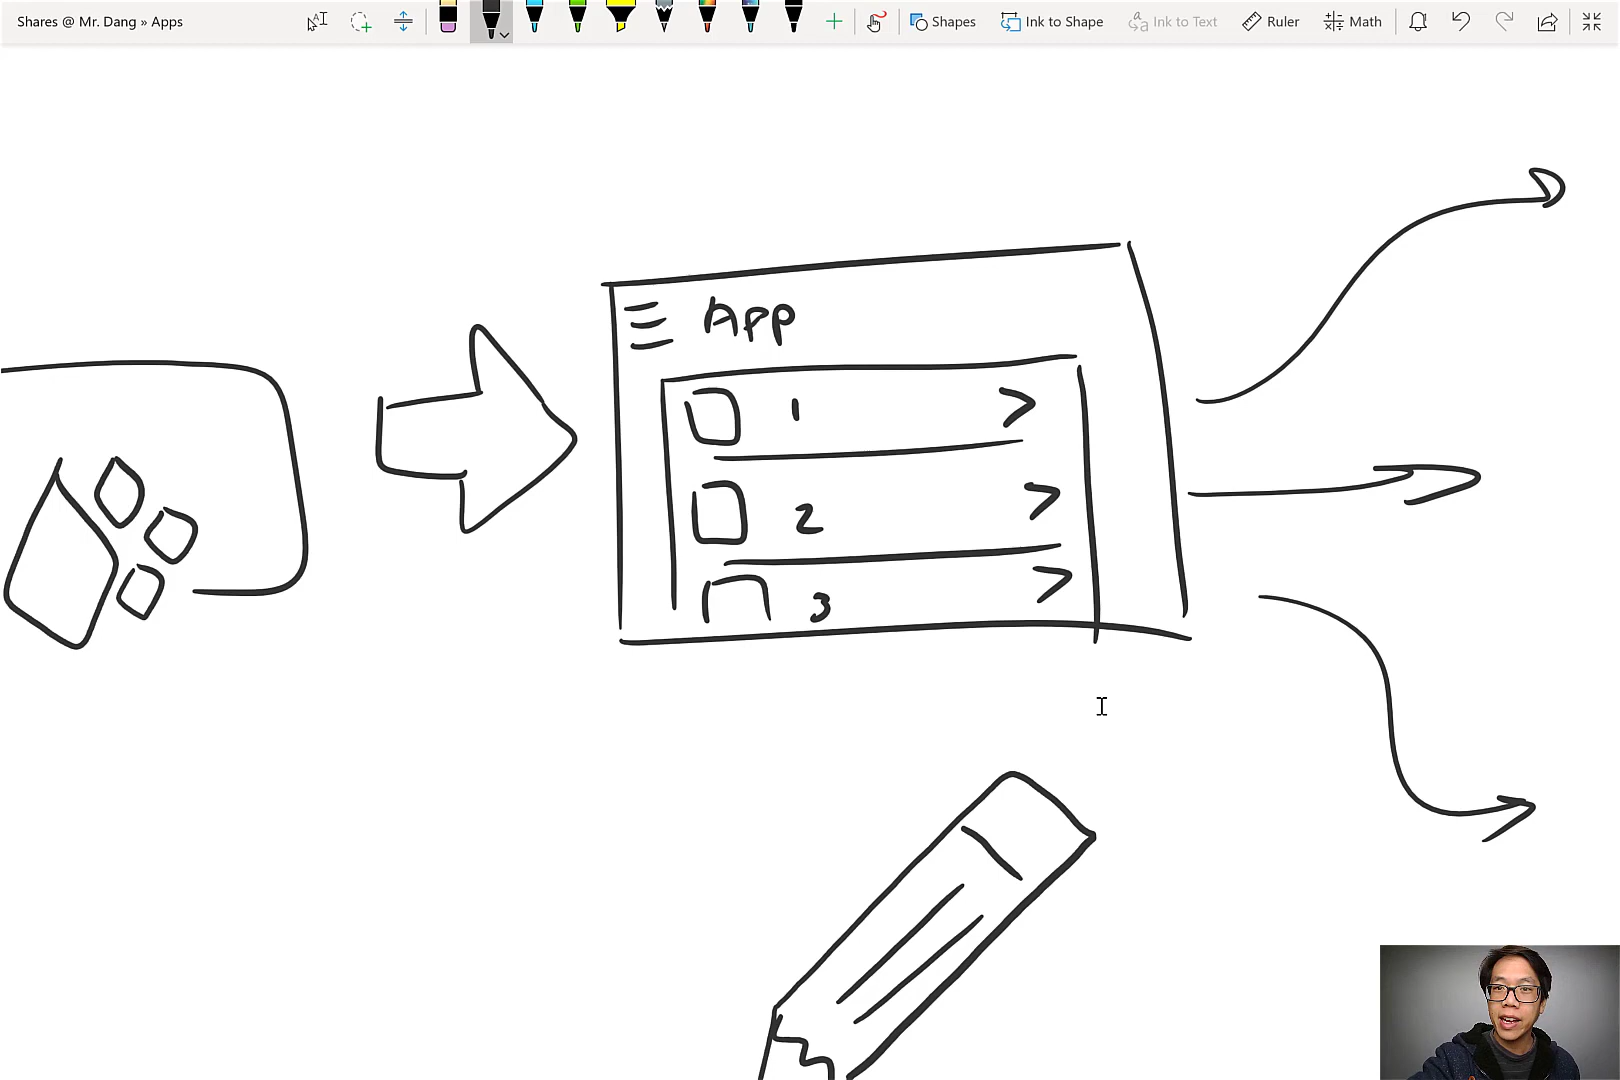 Shares @ Mr. Dang » Apps
Shapes
Ink to Shape
Ink to Text
Ruler
Math
App
1
2
3